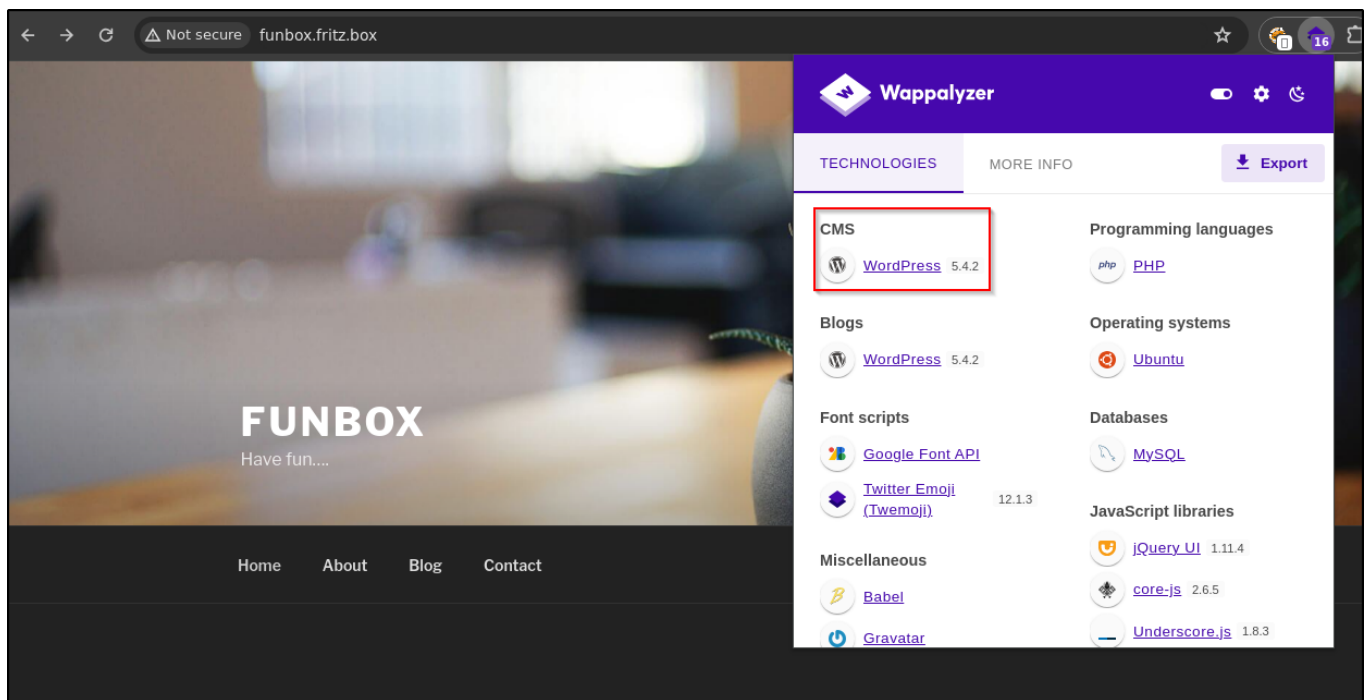 Not secure funbox.fritz.box
16
Wappalyzer
TECHNOLOGIES MORE INFO Export
CMS
WordPress 5.4.2
Blogs
WordPress 5.4.2
Font scripts
Google Font API
Twitter Emoji
(Twemoji) 12.1.3
Miscellaneous
Babel
Gravatar
Programming languages
php PHP
Operating systems
Ubuntu
Databases
MySQL
JavaScript libraries
jQuery UI 1.11.4
core-js 2.6.5
Underscore.js 1.8.3
FUNBOX
Have fun....
Home About Blog Contact